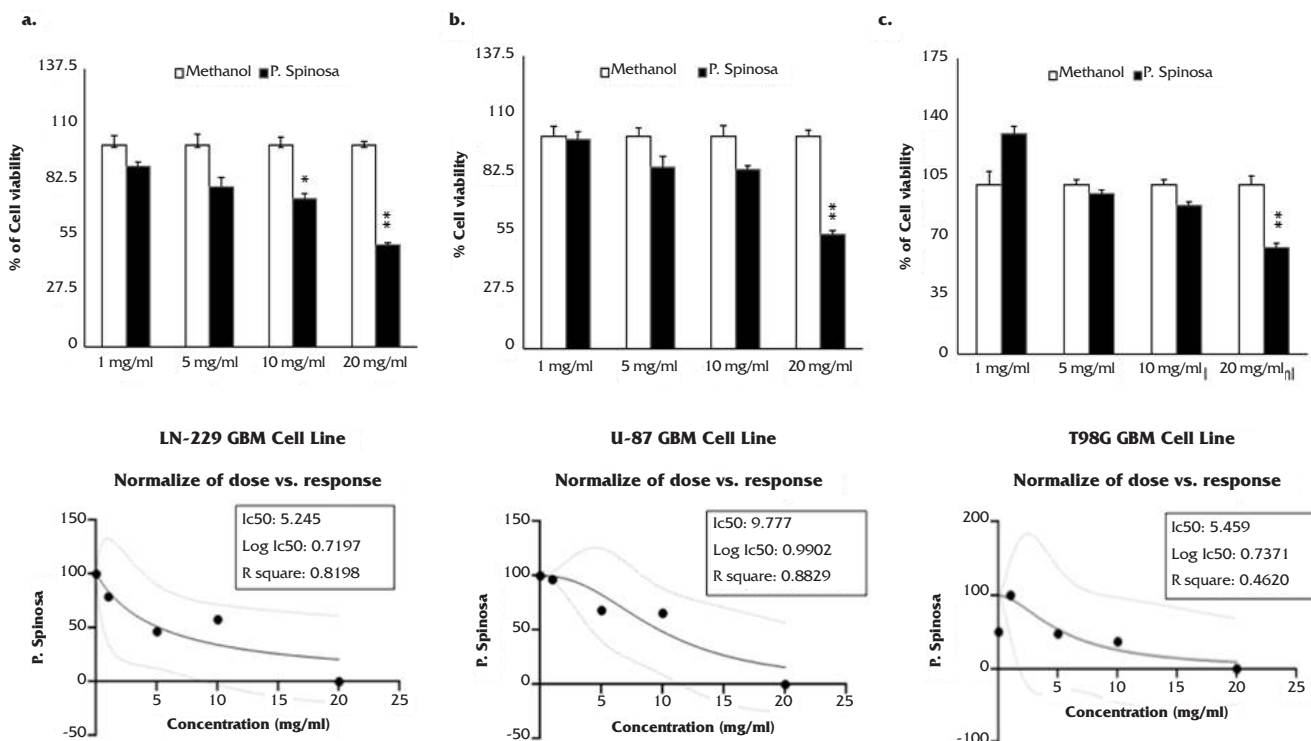 a.
137.5
110
82.5
55
27.5
0
% of Cell viability
Methanol P. Spinosa
*
**
1 mg/ml 5 mg/ml 10 mg/ml 20 mg/ml
b.
137.5
110
82.5
55
27.5
0
% Cell viability
Methanol P. Spinosa
**
1 mg/ml 5 mg/ml 10 mg/ml 20 mg/ml
c.
175
140
105
70
35
0
% of Cell viability
Methanol P. Spinosa
**
1 mg/ml 5 mg/ml 10 mg/ml 20 mg/ml
LN-229 GBM Cell Line
Normalize of dose vs. response
150
100
50
0
-50
P. Spinosa
Ic50: 5.245
Log Ic50: 0.7197
R square: 0.8198
5 10 15 20 25
Concentration (mg/ml)
U-87 GBM Cell Line
Normalize of dose vs. response
150
100
50
0
-50
P. Spinosa
Ic50: 9.777
Log Ic50: 0.9902
R square: 0.8829
5 10 15 20 25
Concentration (mg/ml)
T98G GBM Cell Line
Normalize of dose vs. response
200
100
0
-100
P. Spinosa
Ic50: 5.459
Log Ic50: 0.7371
R square: 0.4620
5 10 15 20 25
Concentration (mg/ml)